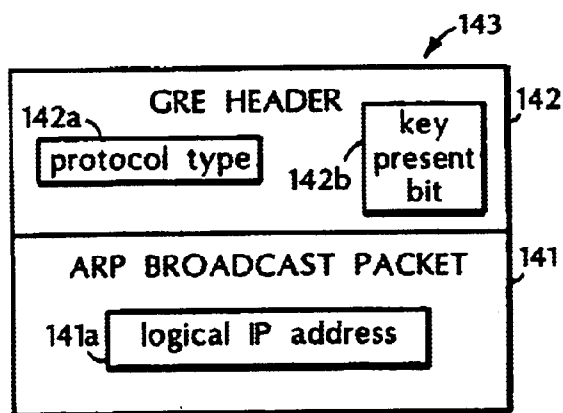 143
GRE HEADER
142
142a
protocol type
key
present
bit
142b
ARP BROADCAST PACKET
141
logical IP address
141a